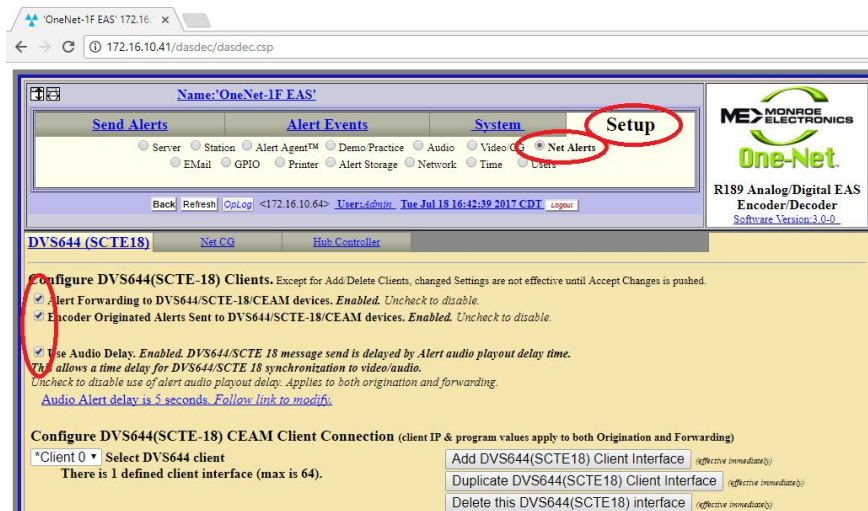 'OneNet-1F EAS' 172.16.
172.16.10.41/dasdec/dasdec.csp
Name:'OneNet-1F EAS'
Send Alerts Alert Events System Setup
Server Station Alert Agent™ Demo/Practice Audio Video/CG Net Alerts
EMail GPIO Printer Alert Storage Network Time Users
Back Refresh OpLog <172.16.10.64> User:Admin Tue Jul 18 16:42:39 2017 CDT Logout
MONROE
ELECTRONICS
One-Net
R189 Analog/Digital EAS
Encoder/Decoder
Software Version:3.0-0
DVS644 (SCTE18) Net CG Hub Controller
Configure DVS644(SCTE-18) Clients. Except for Add/Delete Clients, changed Settings are not effective until Accept Changes is pushed.
Alert Forwarding to DVS644/SCTE-18/CEAM devices. Enabled. Uncheck to disable.
Encoder Originated Alerts Sent to DVS644/SCTE-18/CEAM devices. Enabled. Uncheck to disable.
Use Audio Delay. Enabled. DVS644/SCTE 18 message send is delayed by Alert audio playout delay time.
This allows a time delay for DVS644/SCTE 18 synchronization to video/audio.
Uncheck to disable use of alert audio playout delay. Applies to both origination and forwarding.
Audio Alert delay is 5 seconds. Follow link to modify.
Configure DVS644(SCTE-18) CEAM Client Connection (client IP & program values apply to both Origination and Forwarding)
*Client 0 Select DVS644 client
There is 1 defined client interface (max is 64).
Add DVS644(SCTE18) Client Interface (effective immediately)
Duplicate DVS644(SCTE18) Client Interface (effective immediately)
Delete this DVS644(SCTE18) interface (effective immediately)